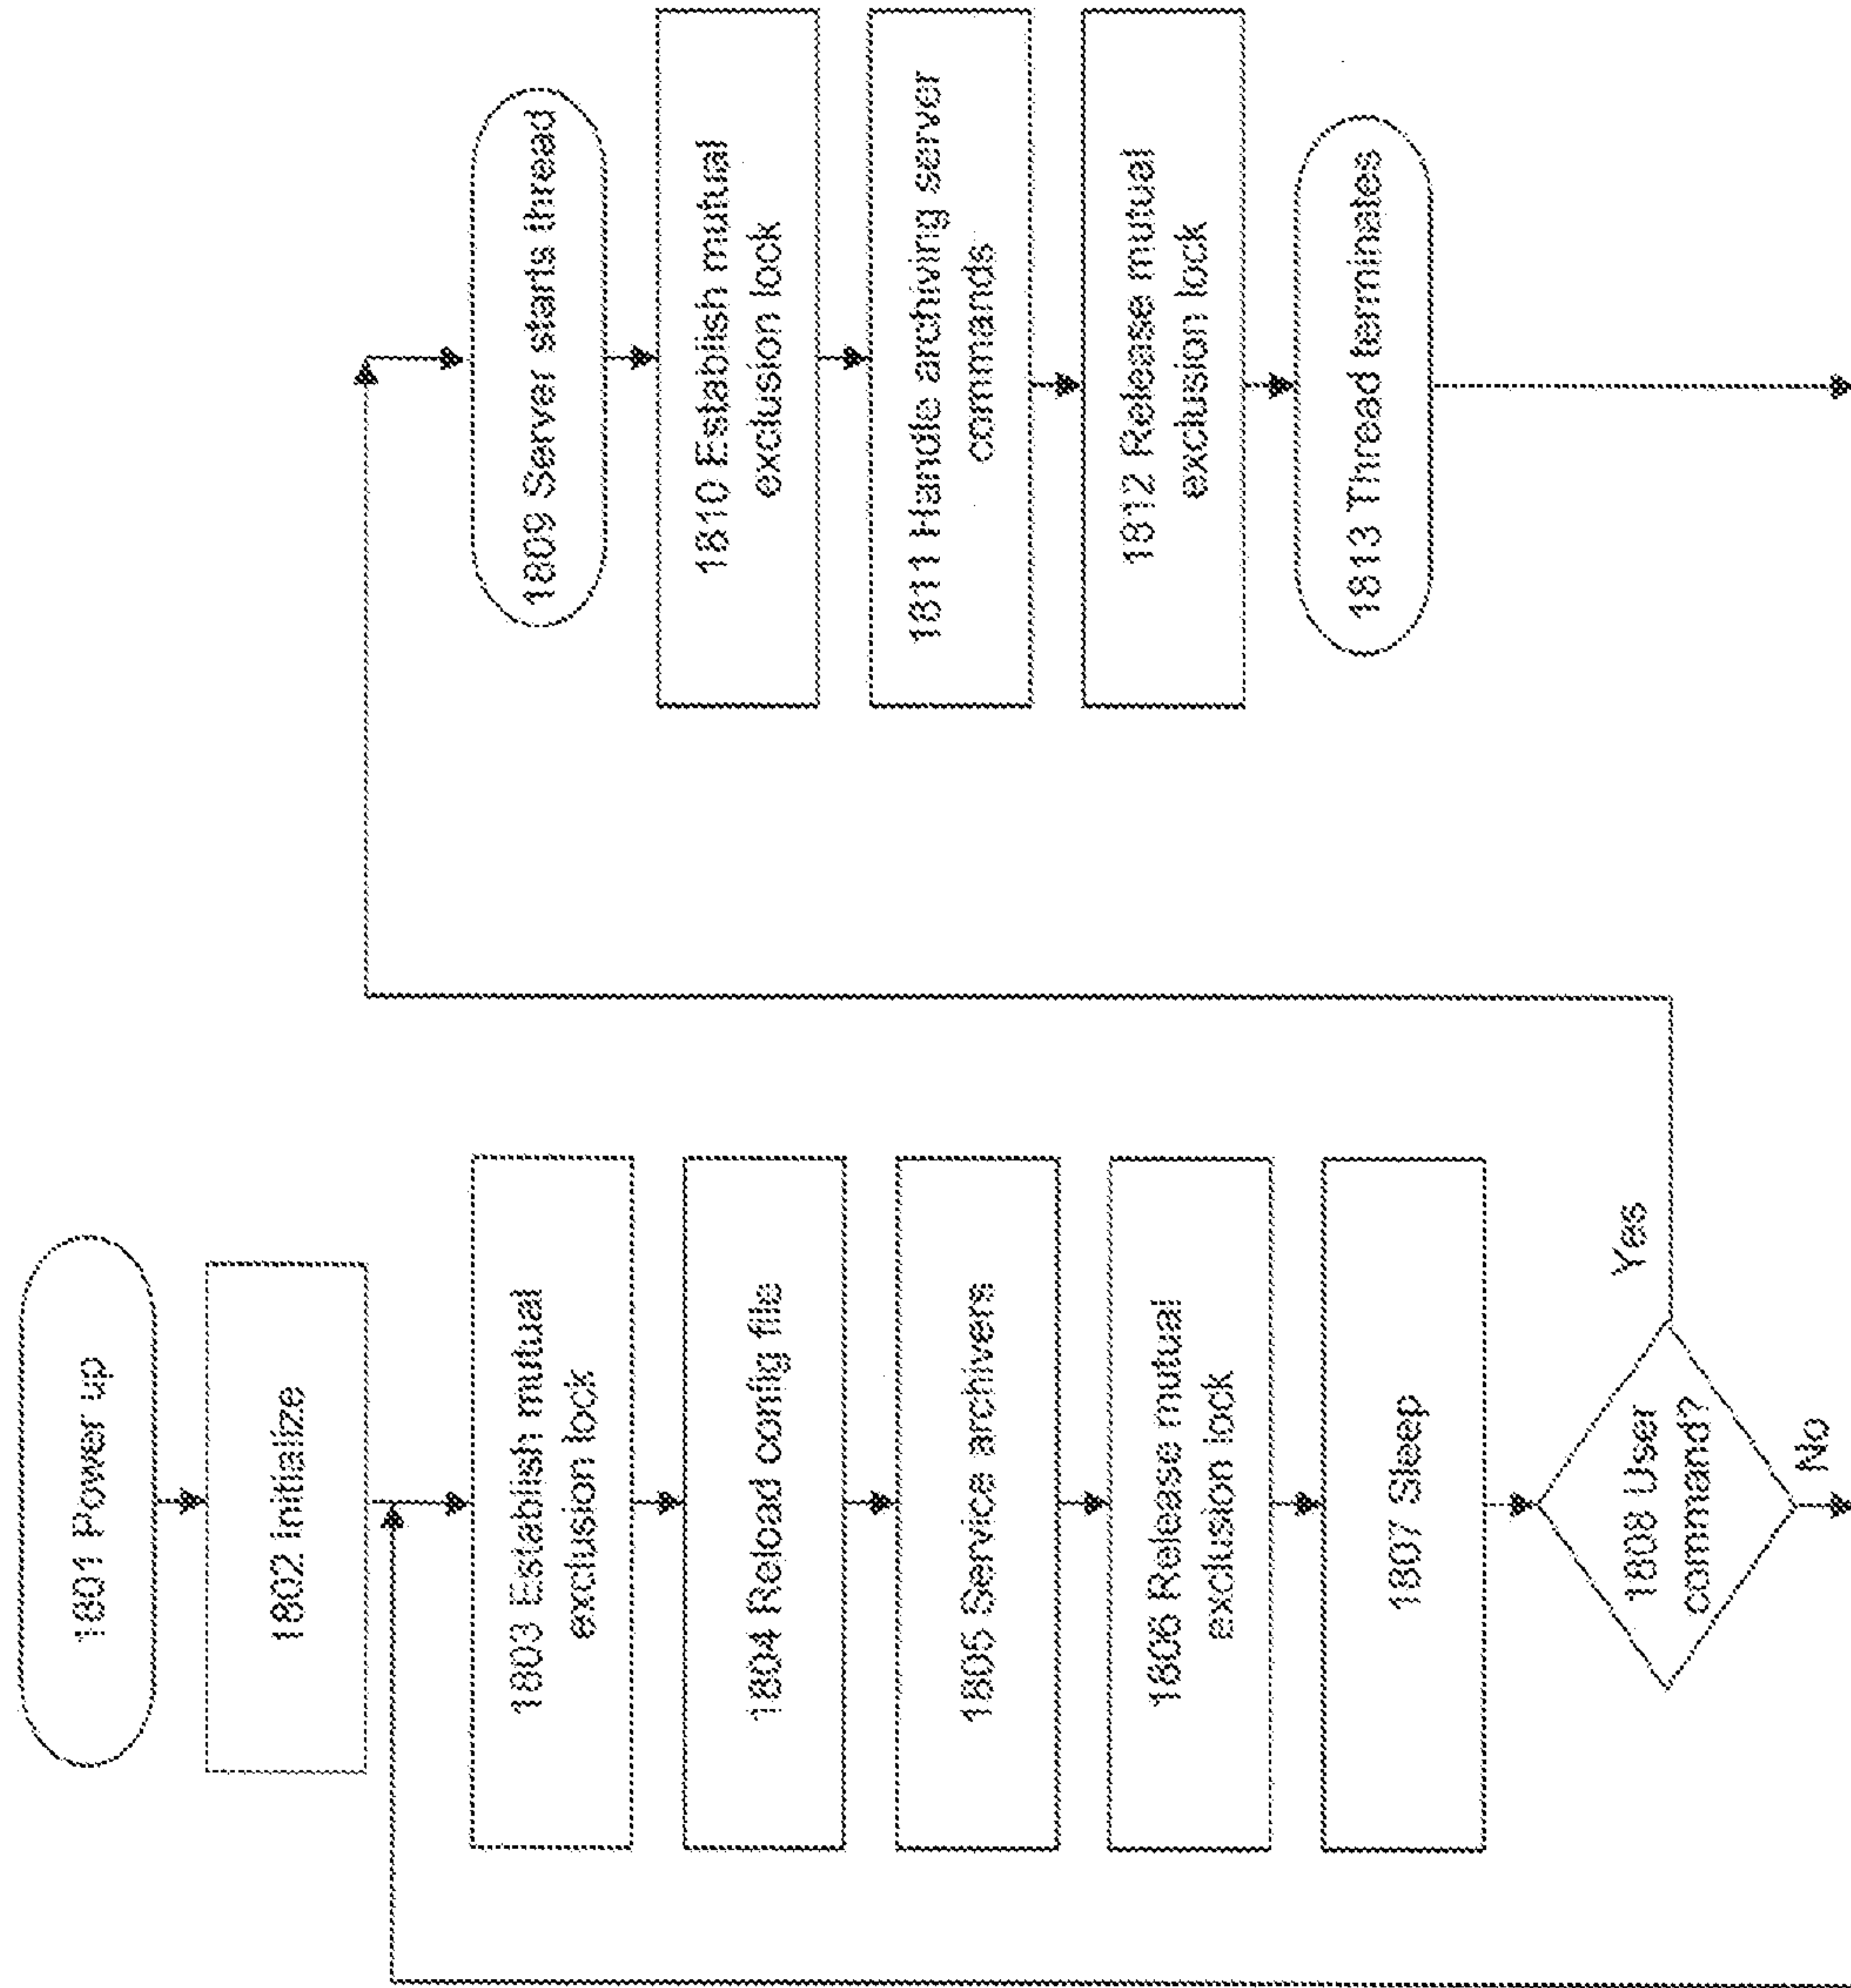 1801 Power up
1802 Initialize
1803 Establish mutual
exclusion lock
1804 Reload config file
1805 Service archivers
1806 Release mutual
exclusion lock
1807 Sleep
1808 User
command?
Yes
No
1809 Server starts thread
1810 Establish mutual
exclusion lock
1811 Handle archiving server
commands
1812 Release mutual
exclusion lock
1813 Thread terminates